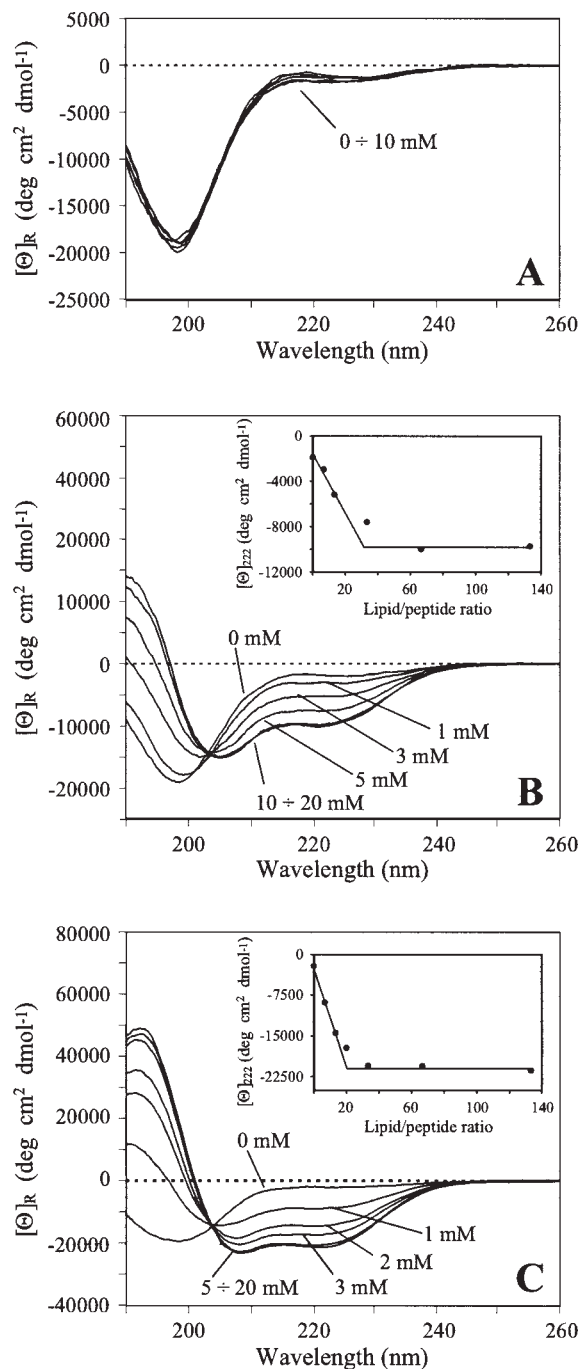 5000
0
-5000
-10000
-15000
-20000
-25000
[Θ]R (deg cm2 dmol-1)
0 ÷ 10 mM
A
200 220 240 260
Wavelength (nm)
60000
40000
20000
10000
0
-10000
-20000
[Θ]R (deg cm2 dmol-1)
0
-4000
-8000
-12000
[Θ]222 (deg cm2 dmol-1)
20 60 100 140
Lipid/peptide ratio
0 mM
1 mM
3 mM
5 mM
10 ÷ 20 mM
B
200 220 240 260
Wavelength (nm)
80000
60000
40000
20000
0
-20000
-40000
[Θ]R (deg cm2 dmol-1)
0
-7500
-15000
-22500
[Θ]222 (deg cm2 dmol-1)
20 60 100 140
Lipid/peptide ratio
0 mM
1 mM
2 mM
5 ÷ 20 mM
3 mM
C
200 220 240 260
Wavelength (nm)